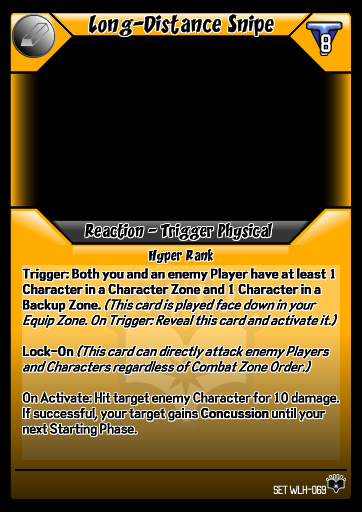 Long-Distance Snipe
8
Reaction - Trigger Physical
Hyper Rank
Trigger: Both you and an enemy Player have at least 1
Character in a Character Zone and 1 Character in a
Backup Zone. (This card is played face down in your
Equip Zone. On Trigger: Reveal this card and activate it.)
Lock-On (This card can directly attack enemy Players
and Characters regardless of Combat Zone Order.)
On Activate: Hit target enemy Character for 10 damage.
If successful, your target gains Concussion until your
next Starting Phase.
SET WLH-069